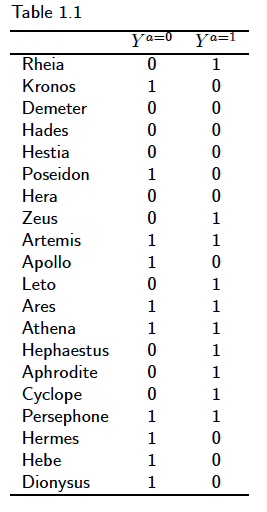 Table 1.1
Y^{a=0} Y^{a=1}
Rheia 0 1
Kronos 1 0
Demeter 0 0
Hades 0 0
Hestia 0 0
Poseidon 1 0
Hera 0 0
Zeus 0 1
Artemis 1 1
Apollo 1 0
Leto 0 1
Ares 1 1
Athena 1 1
Hephaestus 0 1
Aphrodite 0 1
Cyclope 0 1
Persephone 1 1
Hermes 1 0
Hebe 1 0
Dionysus 1 0